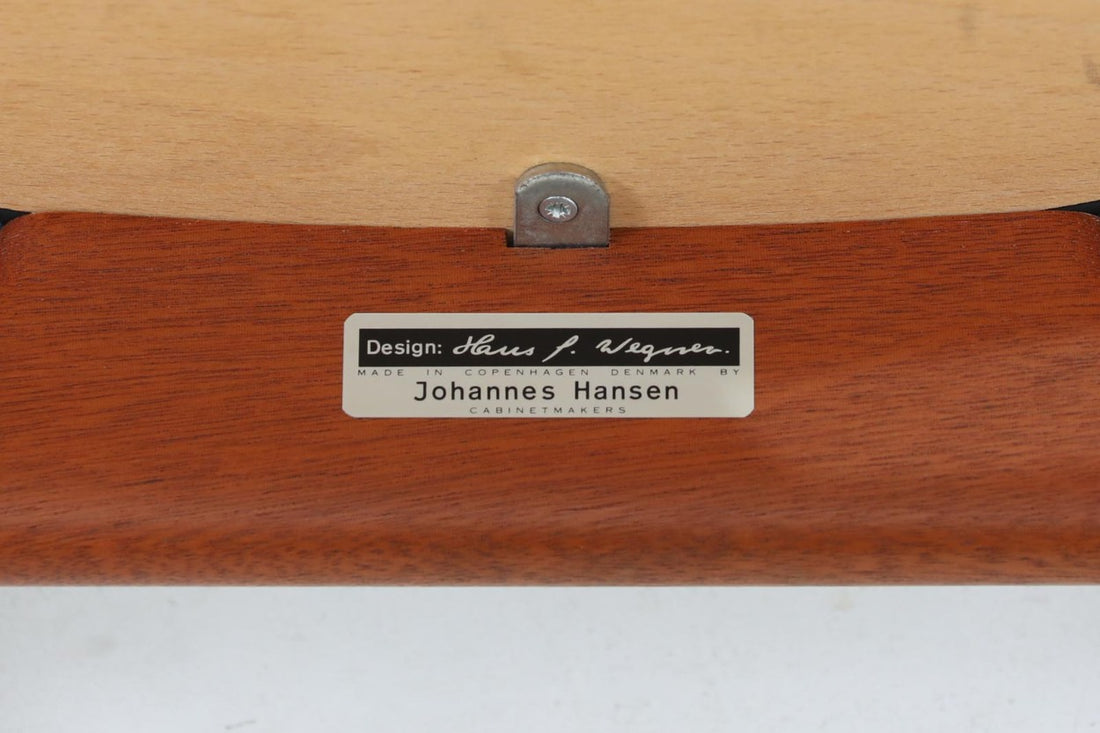 Design: Hans J. Wegner.
MADE IN COPENHAGEN DENMARK BY
Johannes Hansen
CABINETMAKERS